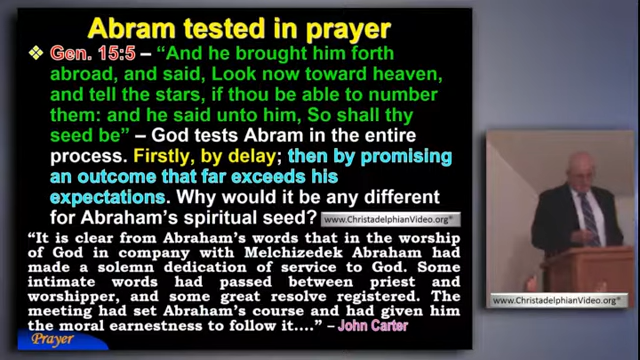 Abram tested in prayer
Gen. 15:5 – “And he brought him forth
abroad, and said, Look now toward heaven,
and tell the stars, if thou be able to number
them: and he said unto him, So shall thy
seed be” – God tests Abram in the entire
process. Firstly, by delay; then by promising
an outcome that far exceeds his
expectations. Why would it be any different
for Abraham’s spiritual seed?
www.ChristadelphianVideo.org®
“It is clear from Abraham’s words that in the worship
of God in company with Melchizedek Abraham had
made a solemn dedication of service to God. Some
intimate words had passed between priest and
worshipper, and some great resolve registered. The
meeting had set Abraham’s course and had given him
the moral earnestness to follow it....” – John Carter
Prayer
www.ChristadelphianVideo.org®